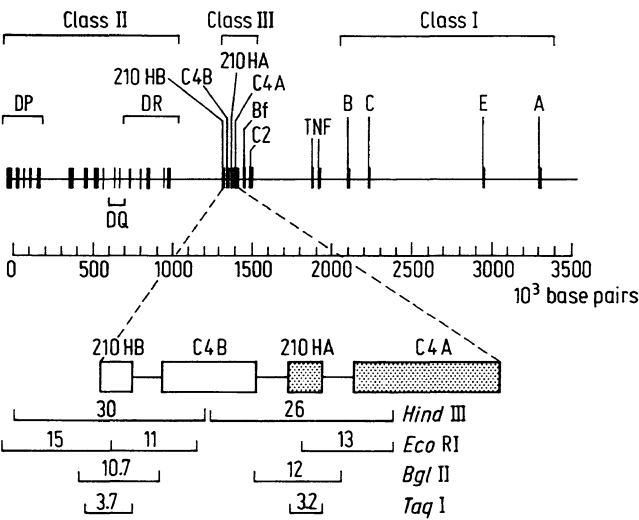 Class II Class III Class I
210 HA
210 HB C4B C4A
DP DR Bf TNF B C E A
C2
DQ
0 500 1000 1500 2000 2500 3000 3500
10³ base pairs
210 HB C4B 210 HA C4A
30 26 Hind III
15 11 13 Eco RI
10.7 12 Bgl II
3.7 3.2 Taq I